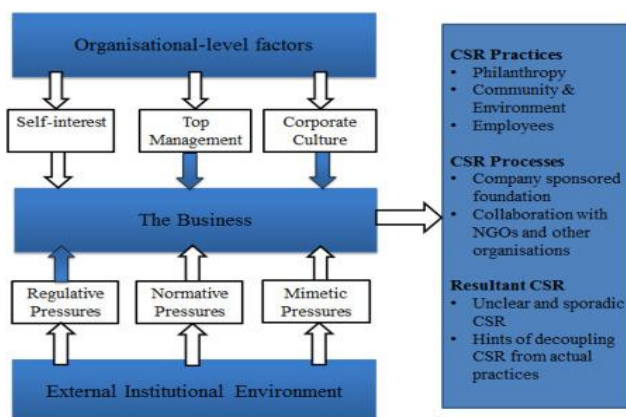 Organisational-level factors
Self-interest
Top
Management
Corporate
Culture
The Business
Regulative
Pressures
Normative
Pressures
Mimetic
Pressures
External Institutional Environment
CSR Practices
• Philanthropy
• Community &
Environment
• Employees
CSR Processes
• Company sponsored
foundation
• Collaboration with
NGOs and other
organisations
Resultant CSR
• Unclear and sporadic
CSR
• Hints of decoupling
CSR from actual
practices